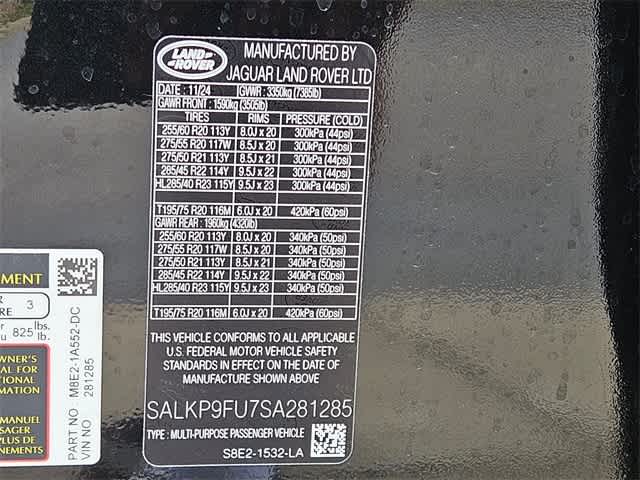 LAND ROVER
MANUFACTURED BY
JAGUAR LAND ROVER LTD
DATE : 11/24 GVWR : 3350kg (7385lb)
GAWR FRONT : 1590kg (3505lb)
TIRES RIMS PRESSURE (COLD)
255/60 R20 113Y 8.0J x 20 300kPa (44psi)
275/55 R20 117W 8.5J x 20 300kPa (44psi)
275/50 R21 113Y 8.5J x 21 300kPa (44psi)
285/45 R22 114Y 9.5J x 22 300kPa (44psi)
HL285/40 R23 115Y 9.5J x 23 300kPa (44psi)
T195/75 R20 116M 6.0J x 20 420kPa (60psi)
GAWR REAR : 1960kg (4320lb)
255/60 R20 113Y 8.0J x 20 340kPa (50psi)
275/55 R20 117W 8.5J x 20 340kPa (50psi)
275/50 R21 113Y 8.5J x 21 340kPa (50psi)
285/45 R22 114Y 9.5J x 22 340kPa (50psi)
HL285/40 R23 115Y 9.5J x 23 340kPa (50psi)
T195/75 R20 116M 6.0J x 20 420kPa (60psi)
THIS VEHICLE CONFORMS TO ALL APPLICABLE
U.S. FEDERAL MOTOR VEHICLE SAFETY
STANDARDS IN EFFECT ON THE DATE OF
MANUFACTURE SHOWN ABOVE
SALKP9FU7SA281285
TYPE : MULTI-PURPOSE PASSENGER VEHICLE
S8E2-1532-LA
EMENT
R 3
RE
or 825 lbs.
u lb.
WNER'S
AL FOR
TIONAL
MATION
MANUEL
SAGER
PLUS DE
NEMENTS
PART NO M8E2-1A552-DC
VIN NO 281285